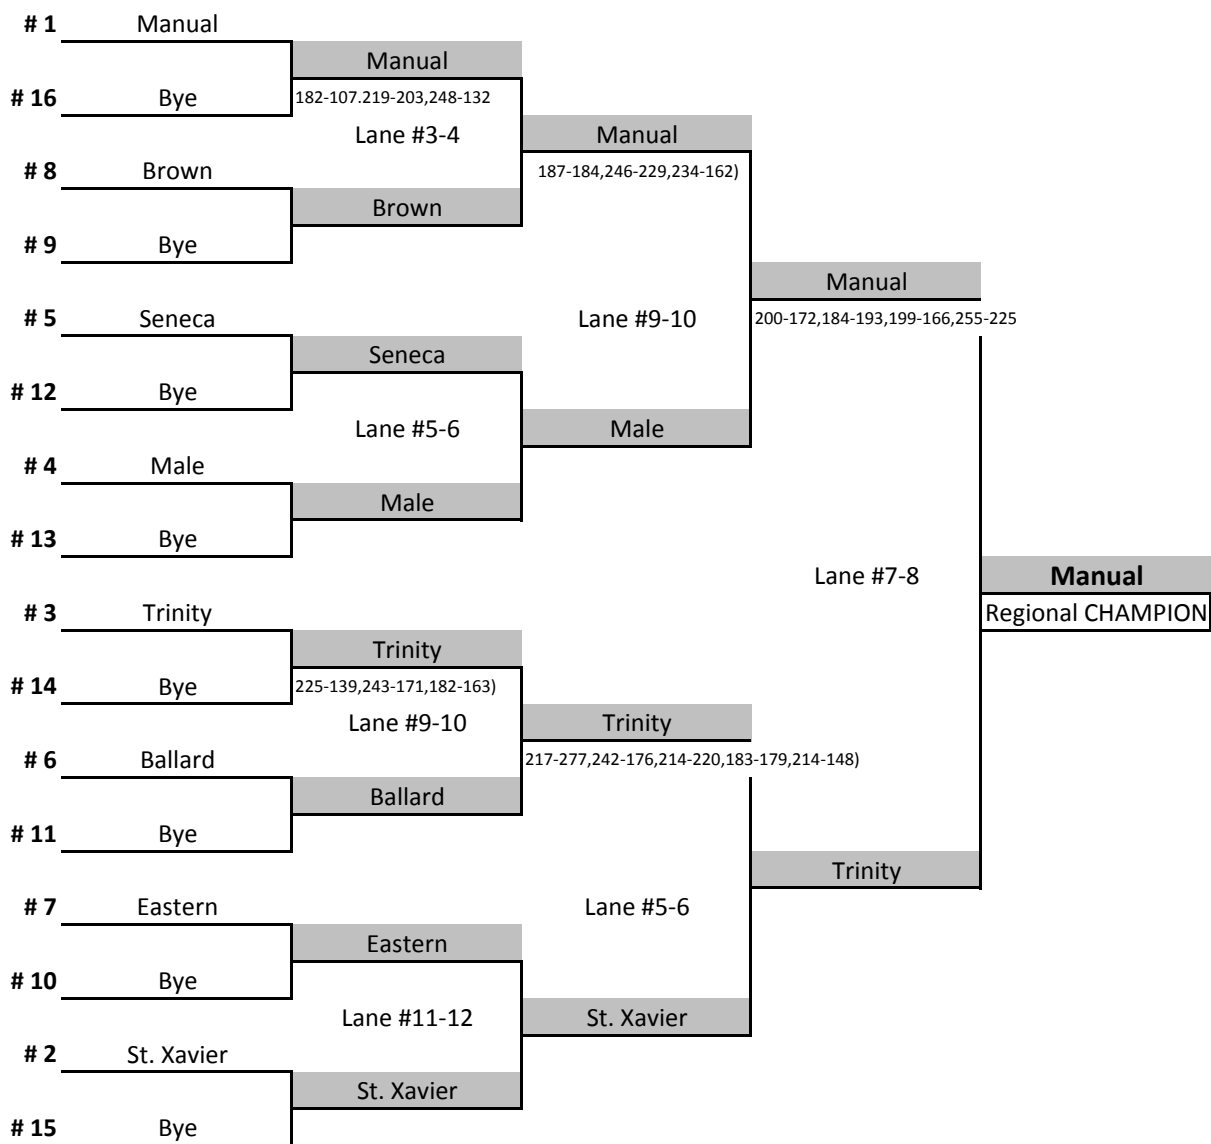 # 1 Manual
Manual
# 16 Bye 182-107.219-203,248-132
Lane #3-4 Manual
# 8 Brown 187-184,246-229,234-162)
Brown
# 9 Bye
Manual
# 5 Seneca Lane #9-10 200-172,184-193,199-166,255-225
Seneca
# 12 Bye
Lane #5-6 Male
# 4 Male
Male
# 13 Bye
Lane #7-8 Manual
# 3 Trinity Regional CHAMPION
Trinity
# 14 Bye 225-139,243-171,182-163)
Lane #9-10 Trinity
# 6 Ballard 217-277,242-176,214-220,183-179,214-148)
Ballard
# 11 Bye
Trinity
# 7 Eastern Lane #5-6
Eastern
# 10 Bye
Lane #11-12 St. Xavier
# 2 St. Xavier
St. Xavier
# 15 Bye